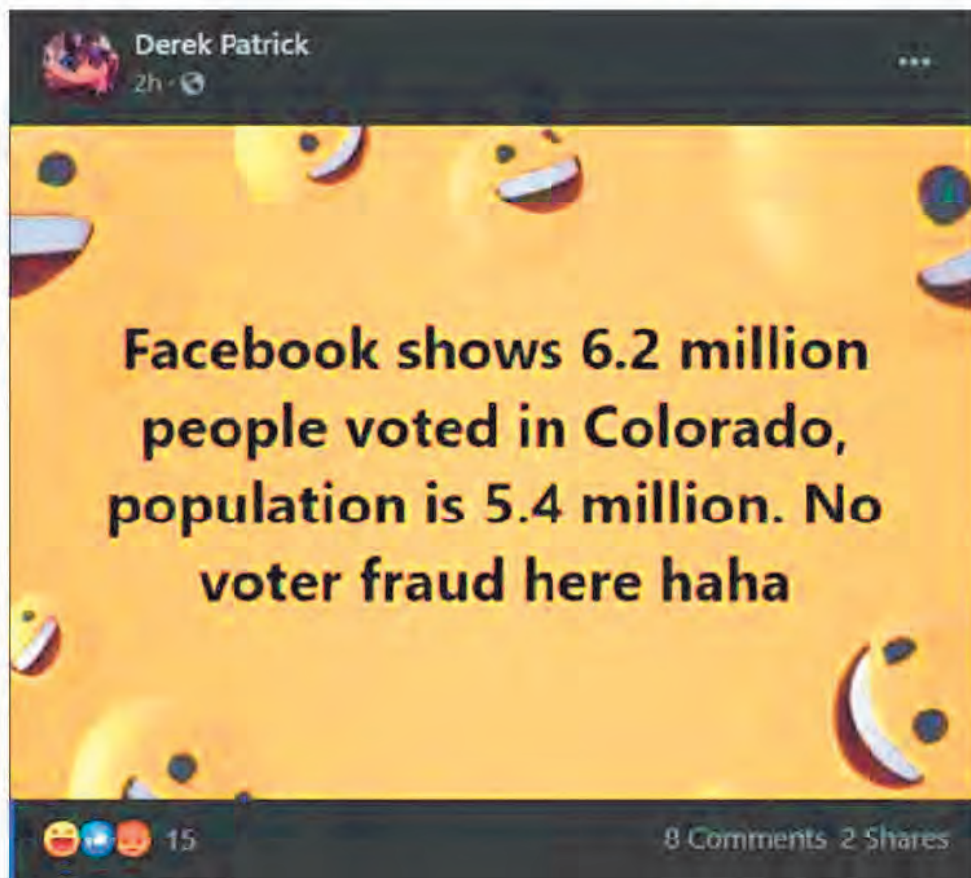 Derek Patrick
2h ·
...
Facebook shows 6.2 million
people voted in Colorado,
population is 5.4 million. No
voter fraud here haha
15
8 Comments 2 Shares